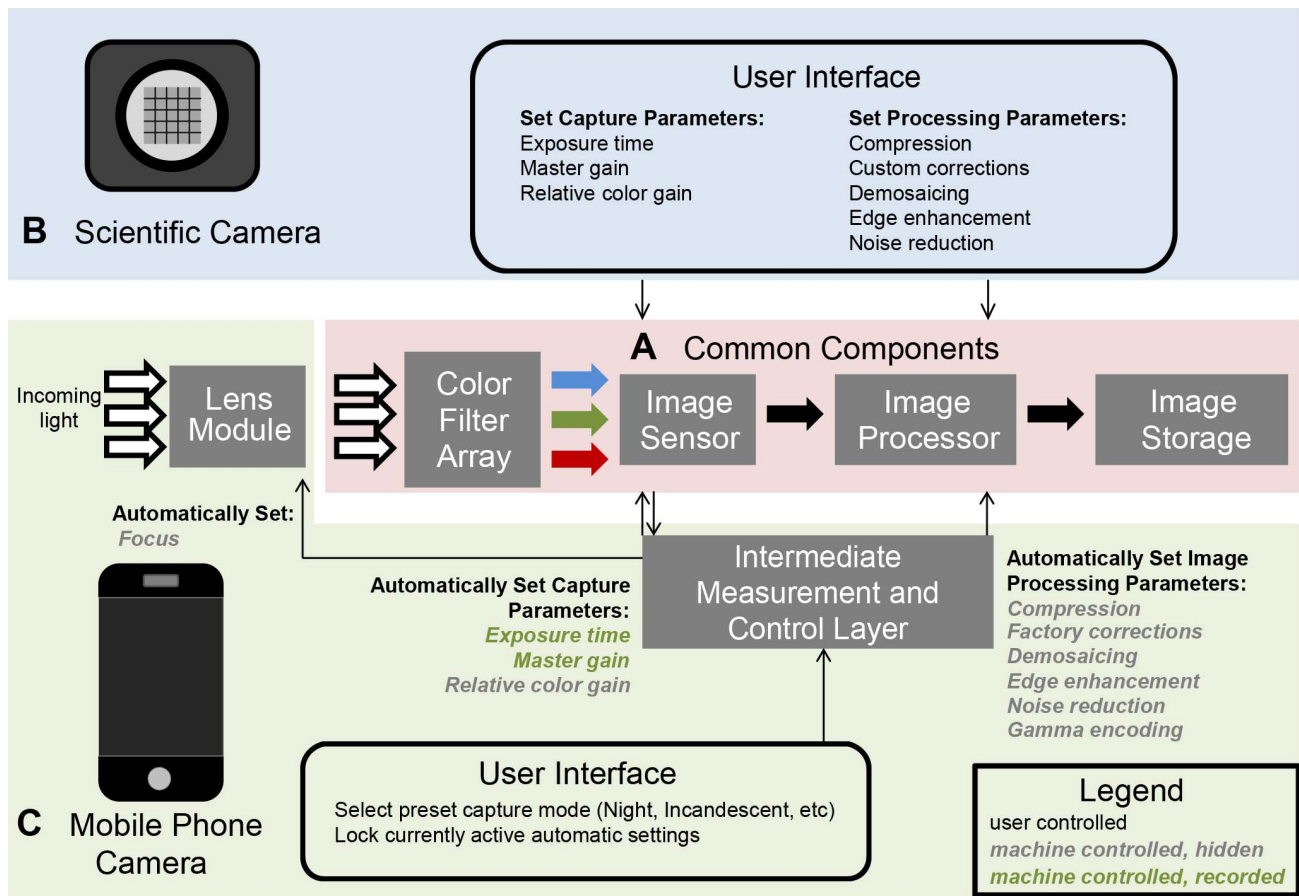 User Interface
Set Capture Parameters:
Exposure time
Master gain
Relative color gain
Set Processing Parameters:
Compression
Custom corrections
Demosaicing
Edge enhancement
Noise reduction
B Scientific Camera
A Common Components
Incoming
light
Lens
Module
Color
Filter
Array
Image
Sensor
Image
Processor
Image
Storage
Automatically Set:
Focus
Automatically Set Capture
Parameters:
Exposure time
Master gain
Relative color gain
Intermediate
Measurement and
Control Layer
Automatically Set Image
Processing Parameters:
Compression
Factory corrections
Demosaicing
Edge enhancement
Noise reduction
Gamma encoding
User Interface
Select preset capture mode (Night, Incandescent, etc)
Lock currently active automatic settings
C Mobile Phone
Camera
Legend
user controlled
machine controlled, hidden
machine controlled, recorded